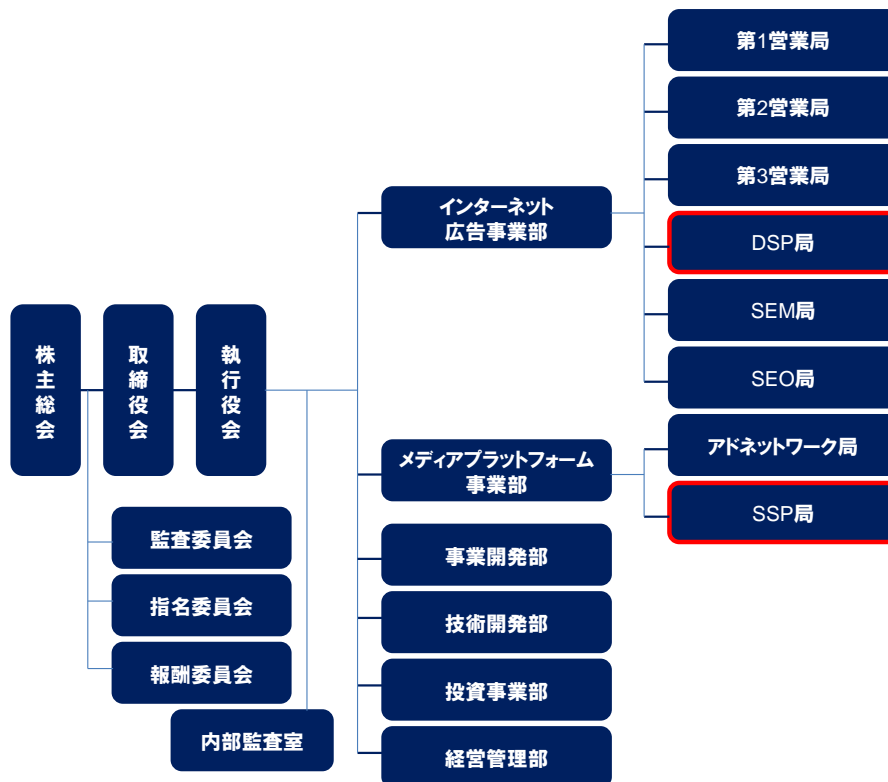 第1営業局
第2営業局
第3営業局
インターネット
広告事業部
DSP局
SEM局
SEO局
株主総会
取締役会
執行役会
アドネットワーク局
メディアプラットフォーム
事業部
SSP局
監査委員会
事業開発部
指名委員会
技術開発部
報酬委員会
投資事業部
内部監査室
経営管理部